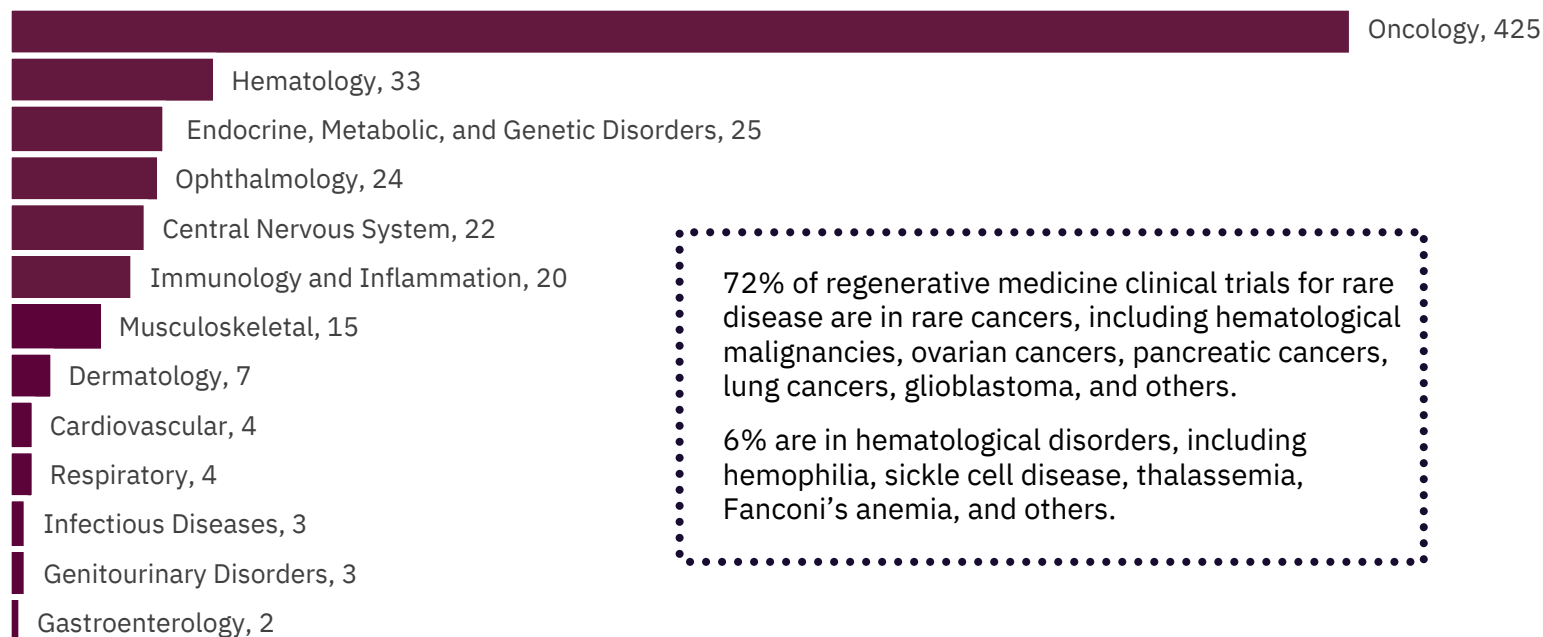 Oncology, 425
Hematology, 33
Endocrine, Metabolic, and Genetic Disorders, 25
Ophthalmology, 24
Central Nervous System, 22
Immunology and Inflammation, 20
Musculoskeletal, 15
Dermatology, 7
Cardiovascular, 4
Respiratory, 4
Infectious Diseases, 3
Genitourinary Disorders, 3
Gastroenterology, 2
72% of regenerative medicine clinical trials for rare
disease are in rare cancers, including hematological
malignancies, ovarian cancers, pancreatic cancers,
lung cancers, glioblastoma, and others.
6% are in hematological disorders, including
hemophilia, sickle cell disease, thalassemia,
Fanconi’s anemia, and others.